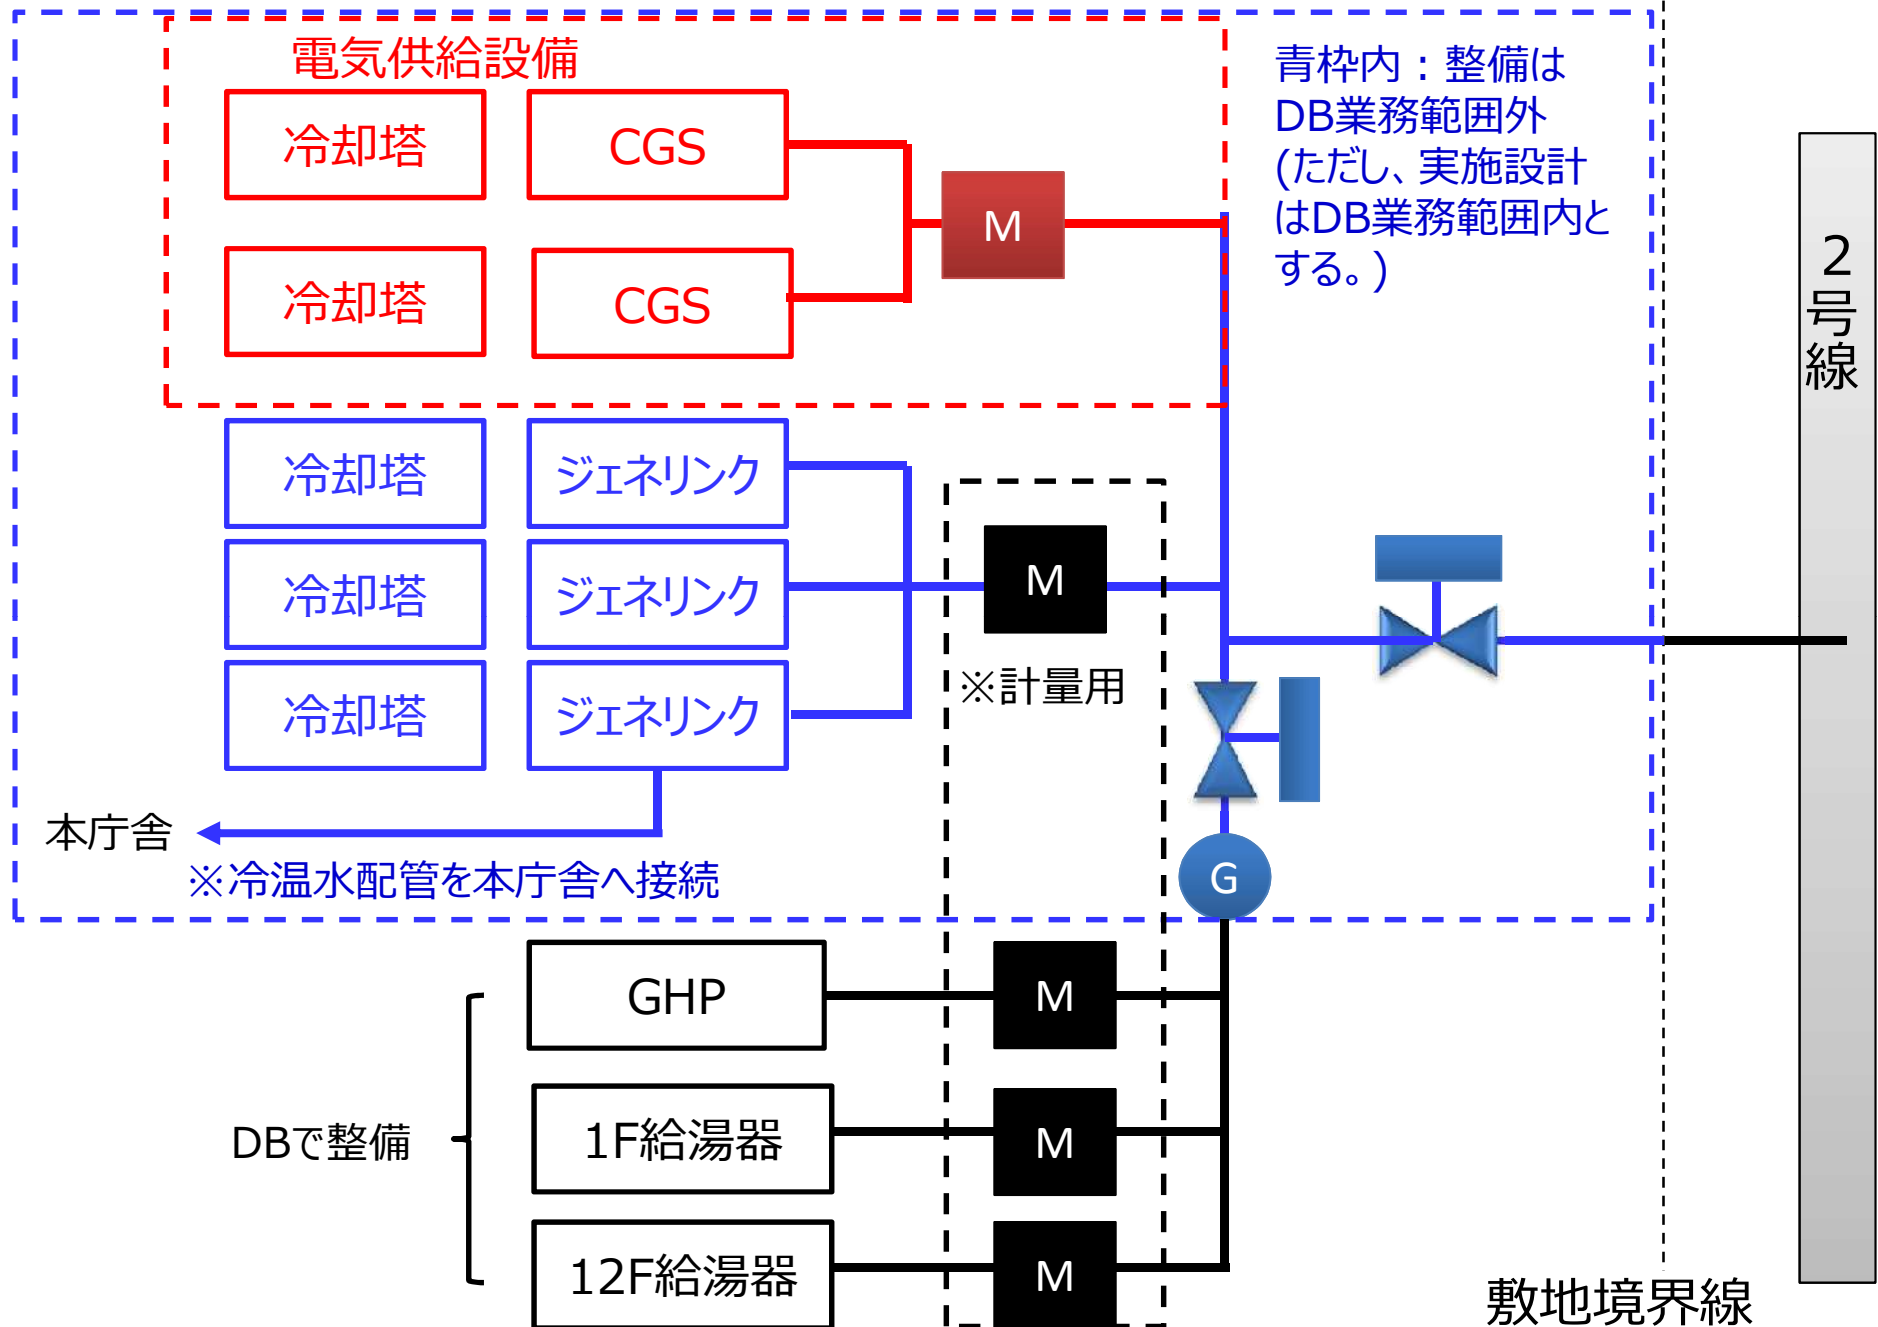 電気供給設備
青枠内：整備は
DB業務範囲外
(ただし、実施設計
はDB業務範囲内と
する。)
冷却塔
CGS
M
冷却塔
CGS
2号線
冷却塔
ジェネリンク
冷却塔
ジェネリンク
M
※計量用
冷却塔
ジェネリンク
本庁舎
※冷温水配管を本庁舎へ接続
G
GHP
M
DBで整備
1F給湯器
M
12F給湯器
M
敷地境界線